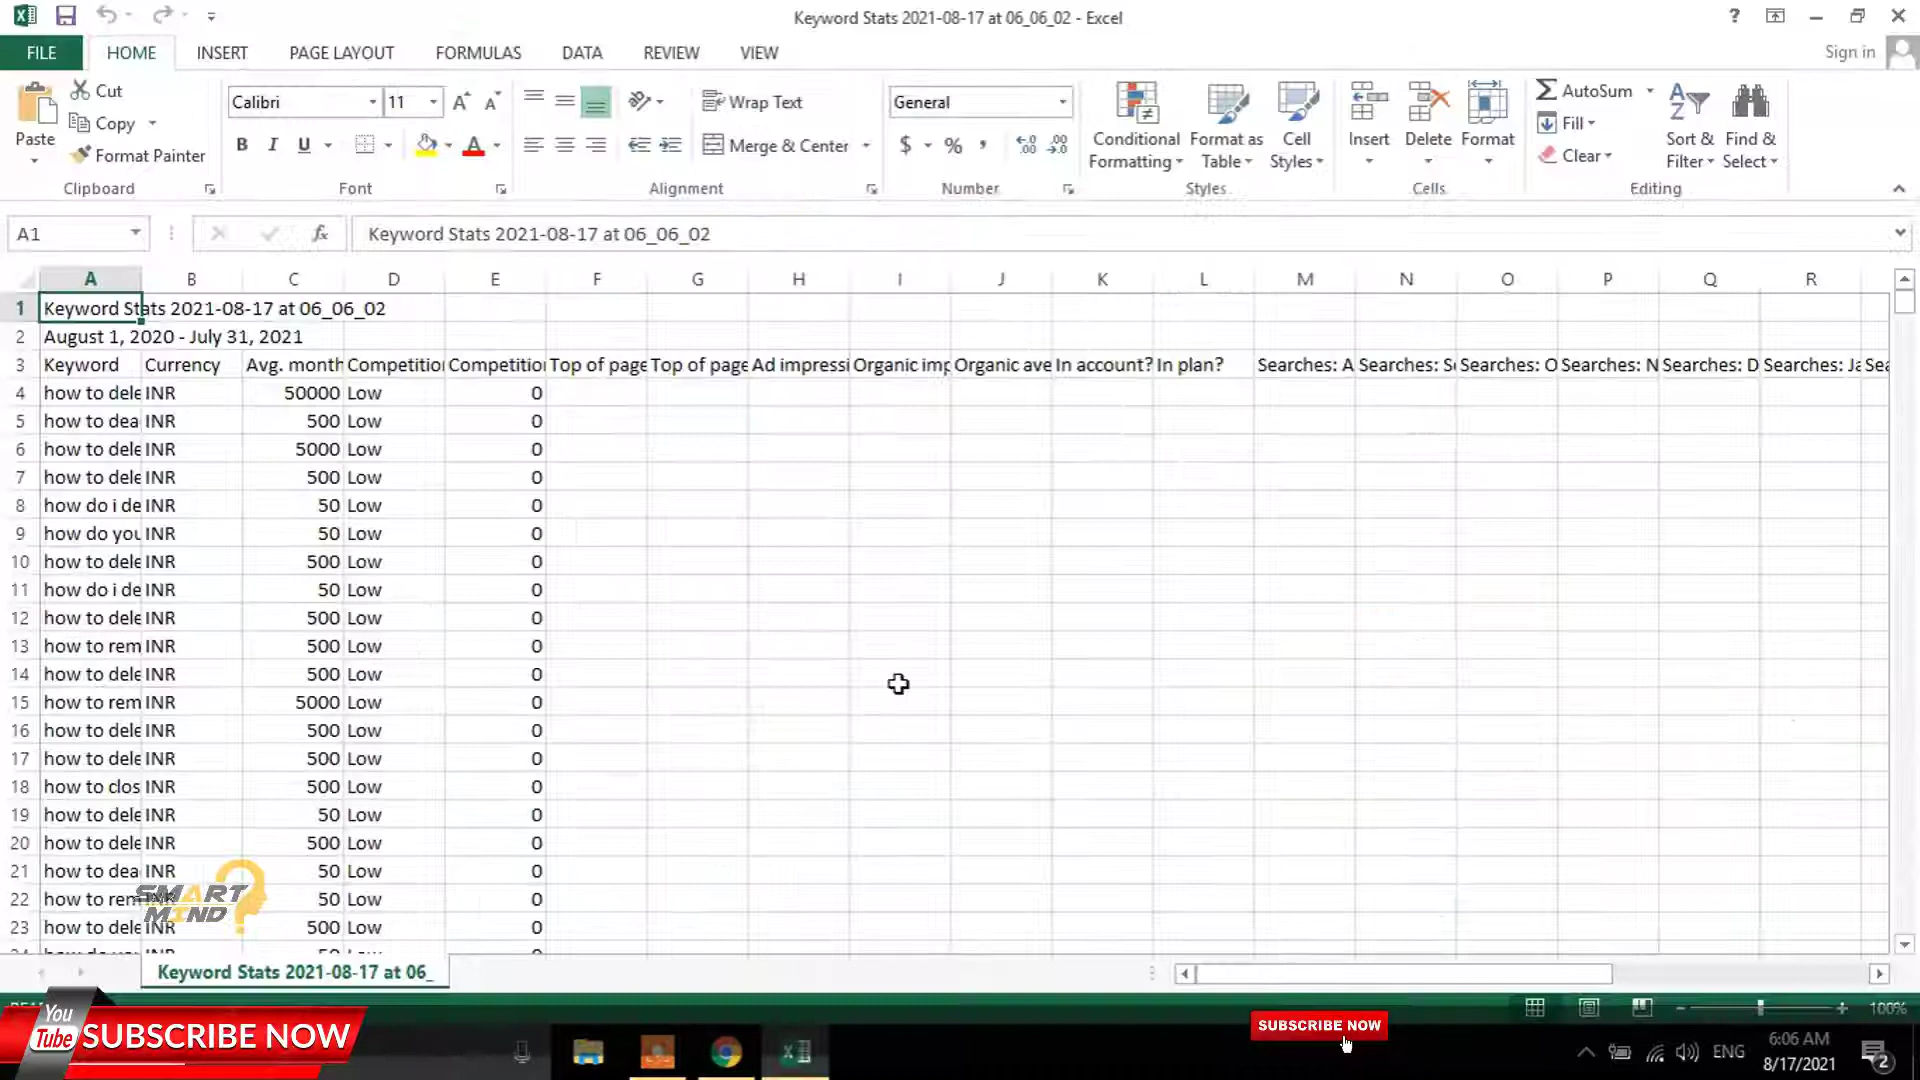 Keyword Stats 2021-08-17 at 06_06_02 - Excel
FILE HOME INSERT PAGE LAYOUT FORMULAS DATA REVIEW VIEW Sign in
Paste Cut Copy Format Painter Clipboard
Calibri 11 B I U A Font
Wrap Text Merge & Center Alignment
General $ % , Number
Conditional Formatting Format as Table Cell Styles Styles
Insert Delete Format Cells
AutoSum Fill Clear Sort & Filter Find & Select Editing
A1 fx Keyword Stats 2021-08-17 at 06_06_02
A B C D E F G H I J K L M N O P Q R
1 Keyword Stats 2021-08-17 at 06_06_02
2 August 1, 2020 - July 31, 2021
3 Keyword Currency Avg. month Competition Competition Top of page Top of page Ad impressi Organic imp Organic ave In account? In plan? Searches: A Searches: Se Searches: O Searches: N Searches: D Searches: Ja Sea
4 how to dele INR 50000 Low 0
5 how to dea INR 500 Low 0
6 how to dele INR 5000 Low 0
7 how to dele INR 500 Low 0
8 how do i de INR 50 Low 0
9 how do you INR 50 Low 0
10 how to dele INR 500 Low 0
11 how do i de INR 50 Low 0
12 how to dele INR 500 Low 0
13 how to rem INR 500 Low 0
14 how to dele INR 500 Low 0
15 how to rem INR 5000 Low 0
16 how to dele INR 500 Low 0
17 how to dele INR 500 Low 0
18 how to clos INR 500 Low 0
19 how to dele INR 50 Low 0
20 how to dele INR 500 Low 0
21 how to dea INR 50 Low 0
22 how to rem INR 50 Low 0
23 how to dele INR 500 Low 0
24 how do you INR 50 Low 0
SMART MIND
Keyword Stats 2021-08-17 at 06_
100%
You Tube SUBSCRIBE NOW
SUBSCRIBE NOW
ENG 6:06 AM
8/17/2021 2